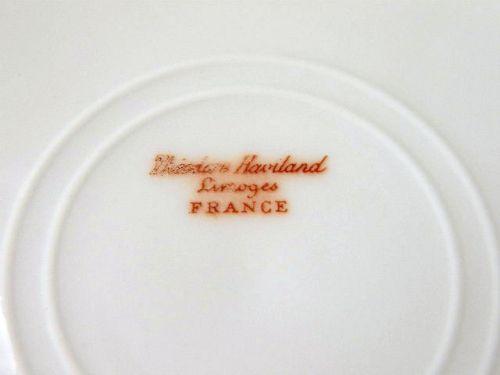 Theodore Haviland
Limoges
FRANCE